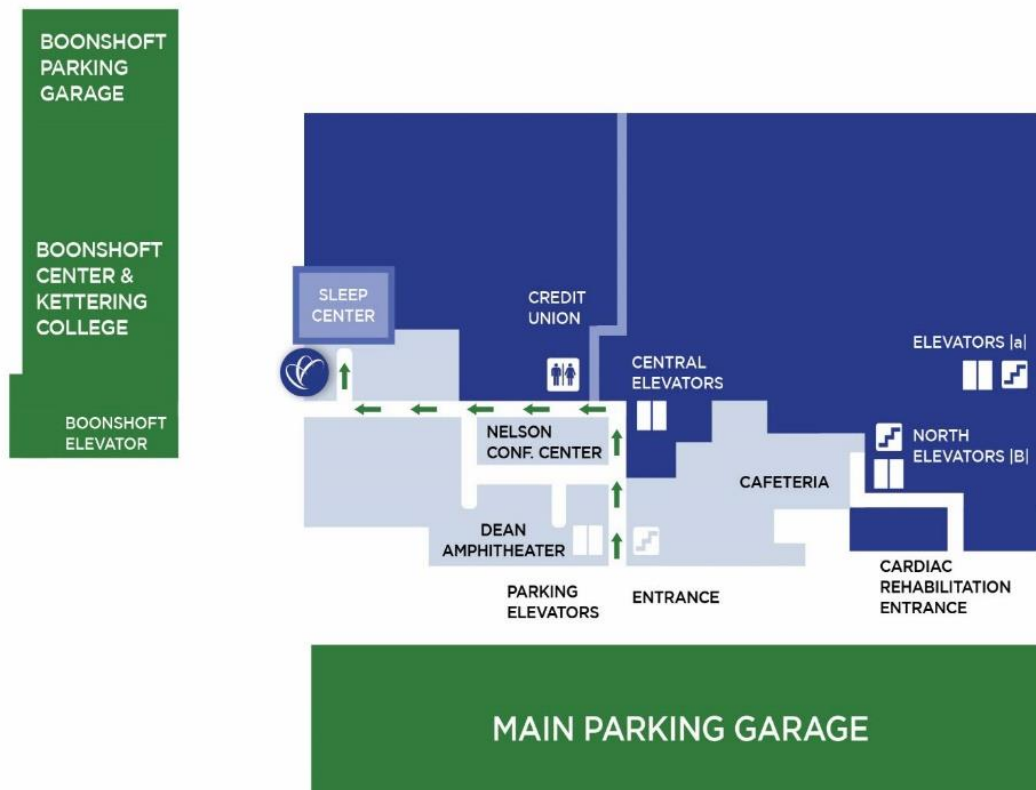 BOONSHOFT
PARKING
GARAGE
BOONSHOFT
CENTER &
KETTERING
COLLEGE
BOONSHOFT
ELEVATOR
SLEEP
CENTER
CREDIT
UNION
CENTRAL
ELEVATORS
ELEVATORS |a|
NORTH
ELEVATORS |B|
NELSON
CONF. CENTER
CAFETERIA
DEAN
AMPHITHEATER
PARKING
ELEVATORS
ENTRANCE
CARDIAC
REHABILITATION
ENTRANCE
MAIN PARKING GARAGE